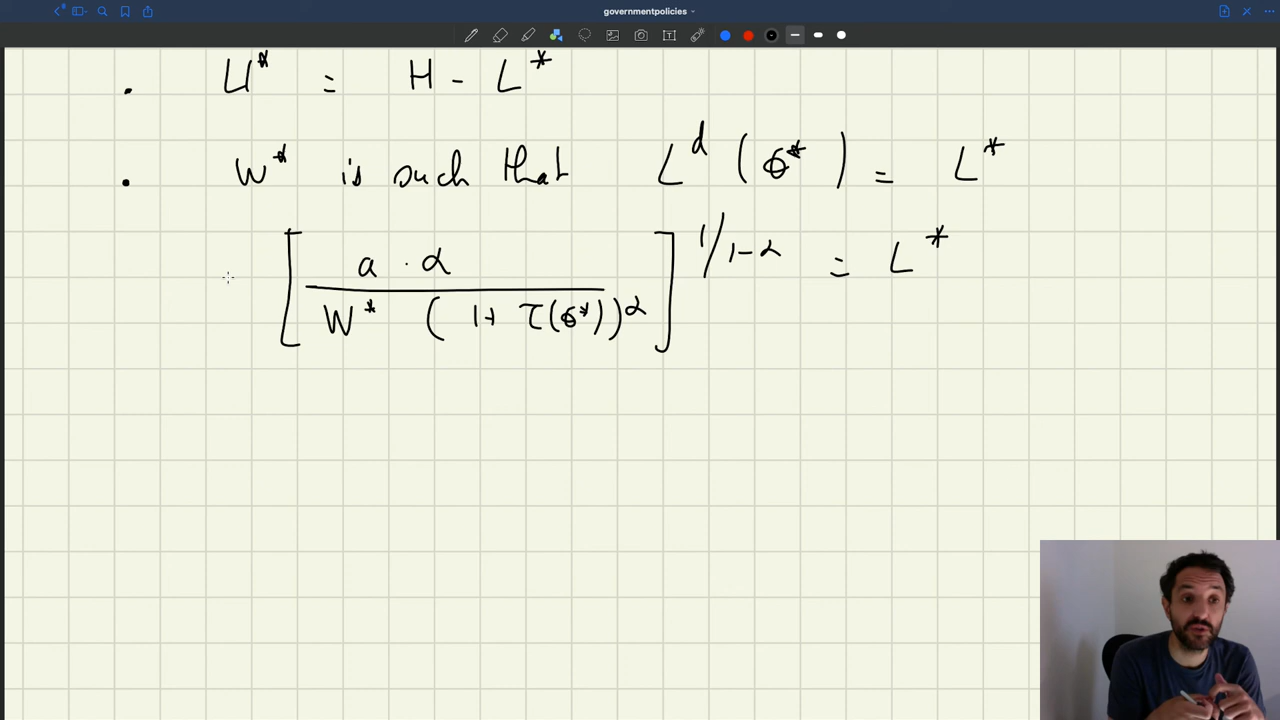 governmentpolicies
. U* = H - L*
. W* is such that L^d (θ*) = L*
[ a . α / W* (1+ τ(θ*))^α ]^1/1-α = L*